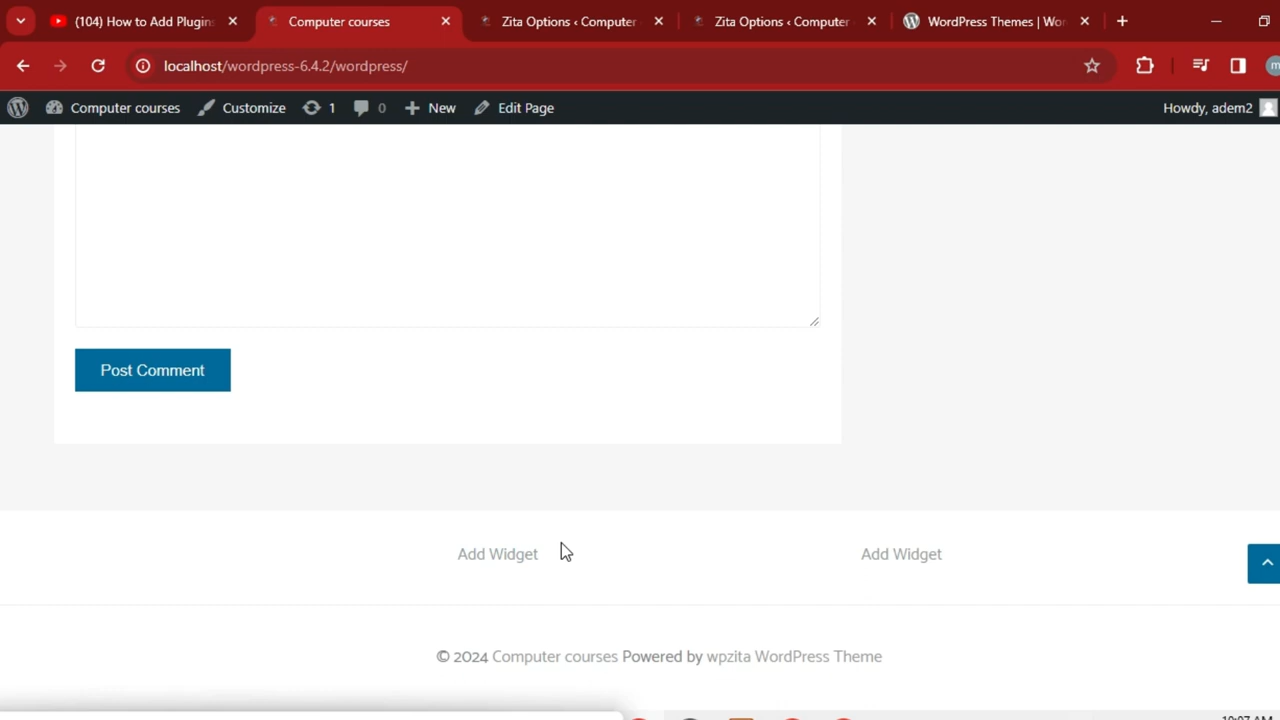 (104) How to Add Plugins
Computer courses
Zita Options ‹ Computer
Zita Options ‹ Computer
WordPress Themes | Wo
localhost/wordpress-6.4.2/wordpress/
Computer courses
Customize
1
0
New
Edit Page
Howdy, adem2
Post Comment
Add Widget
Add Widget
© 2024 Computer courses Powered by wpzita WordPress Theme